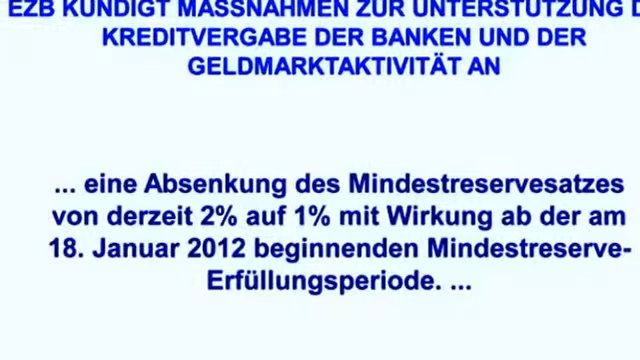 EZB KÜNDIGT MASSNAHMEN ZUR UNTERSTÜTZUNG
KREDITVERGABE DER BANKEN UND DER
GELDMARKTAKTIVITÄT AN
... eine Absenkung des Mindestreservesatzes
von derzeit 2% auf 1% mit Wirkung ab der am
18. Januar 2012 beginnenden Mindestreserve-
Erfüllungsperiode. ...